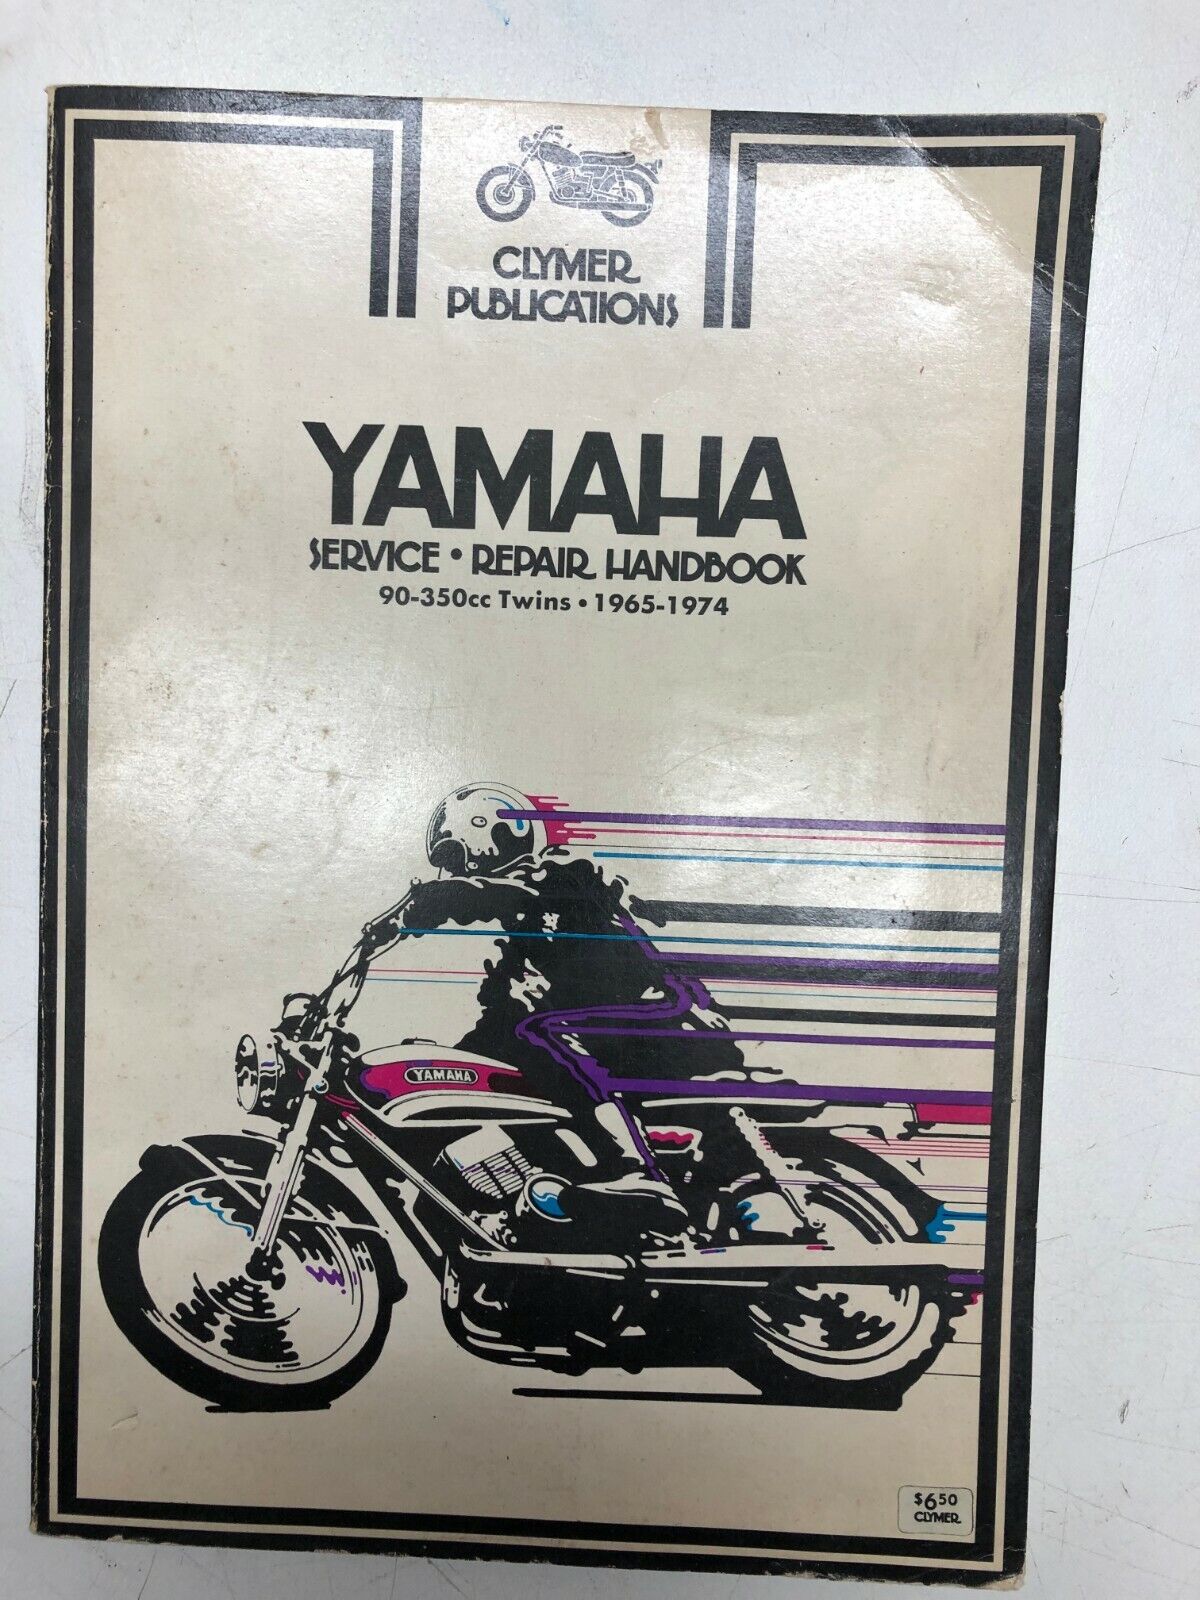 CLYMER
PUBLICATIONS
YAMAHA
SERVICE • REPAIR HANDBOOK
90-350cc Twins • 1965-1974
YAMAHA
$6.50
CLYMER